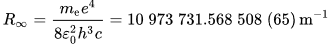 R∞ = mₑe⁴ / 8ε₀²h³c = 10 973 731.568 508 (65) m⁻¹